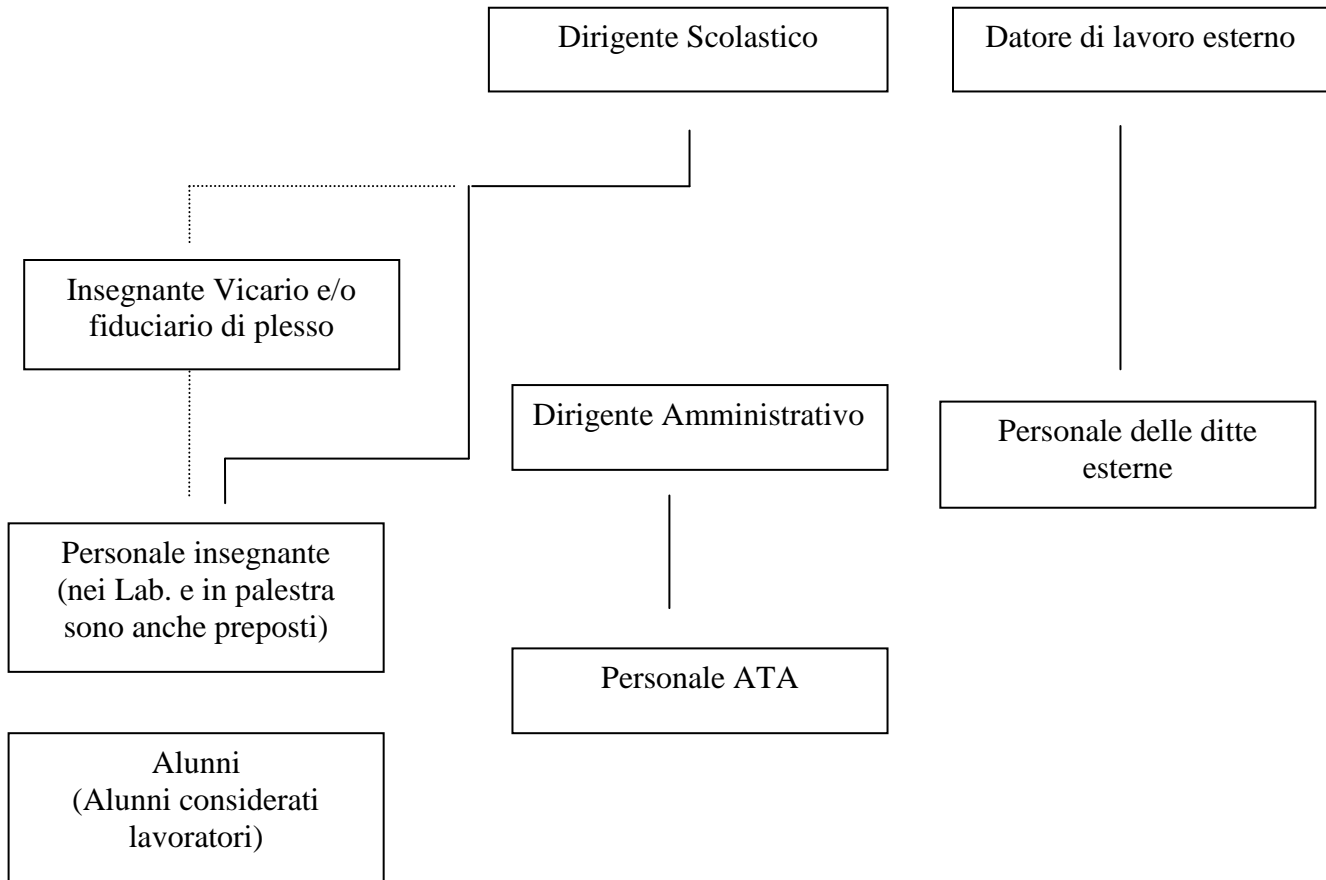 Dirigente Scolastico
Datore di lavoro esterno
Insegnante Vicario e/o
fiduciario di plesso
Dirigente Amministrativo
Personale delle ditte
esterne
Personale insegnante
(nei Lab. e in palestra
sono anche preposti)
Personale ATA
Alunni
(Alunni considerati
lavoratori)